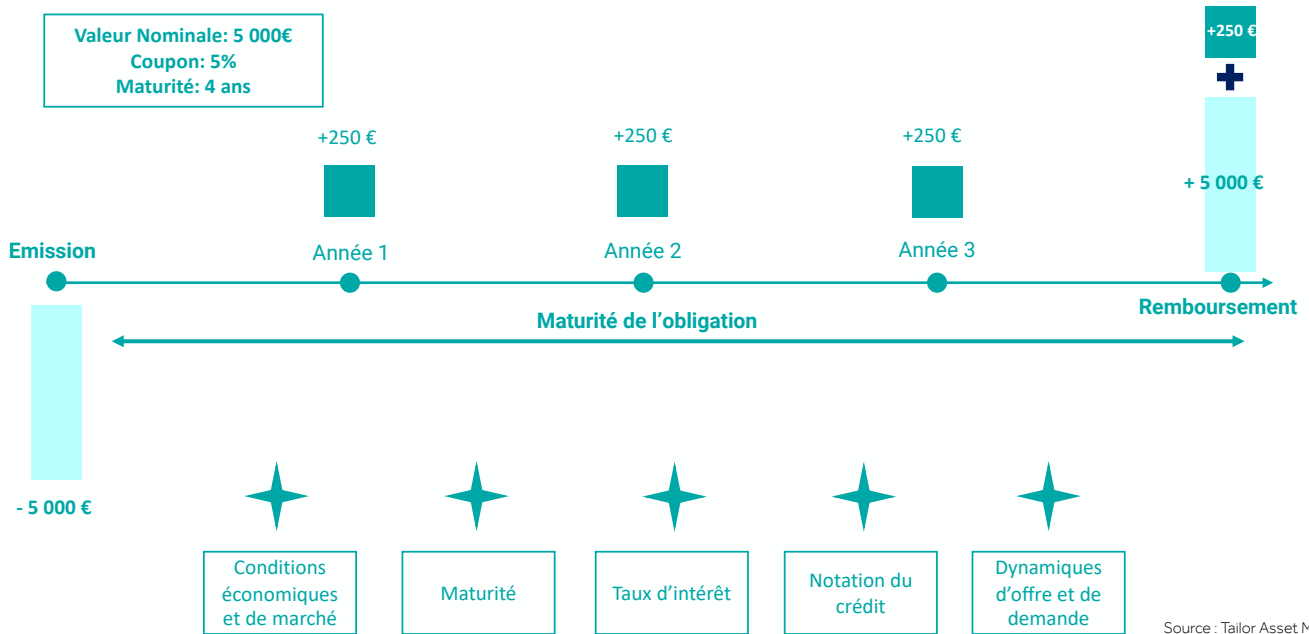 Valeur Nominale: 5 000€
Coupon: 5%
Maturité: 4 ans
+250 €
+250 €
+250 €
+250 €
+ 5 000 €
Emission
Année 1
Année 2
Année 3
Remboursement
Maturité de l’obligation
- 5 000 €
Conditions
économiques
et de marché
Maturité
Taux d’intérêt
Notation du
crédit
Dynamiques
d’offre et de
demande
Source : Tailor Asset M